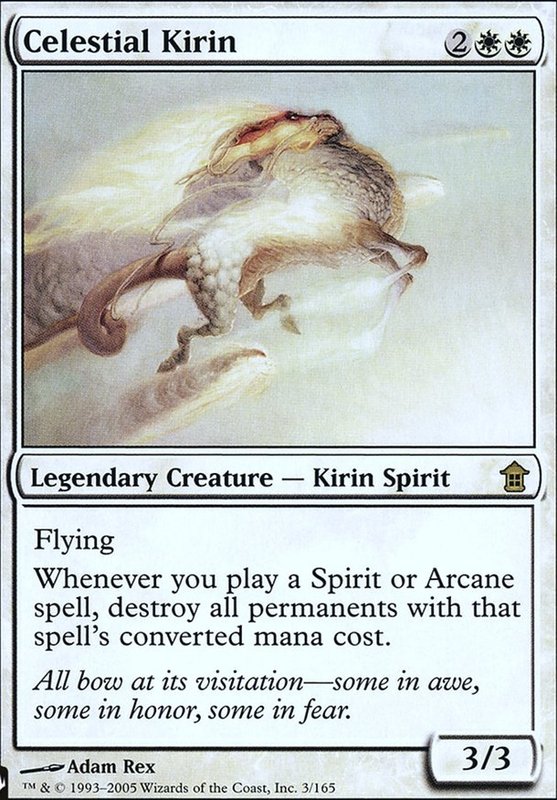 Celestial Kirin
2
Legendary Creature — Kirin Spirit
Flying
Whenever you play a Spirit or Arcane
spell, destroy all permanents with that
spell's converted mana cost.
All bow at its visitation—some in awe,
some in honor, some in fear.
3/3
Adam Rex
™ & © 1993–2005 Wizards of the Coast, Inc. 3/165